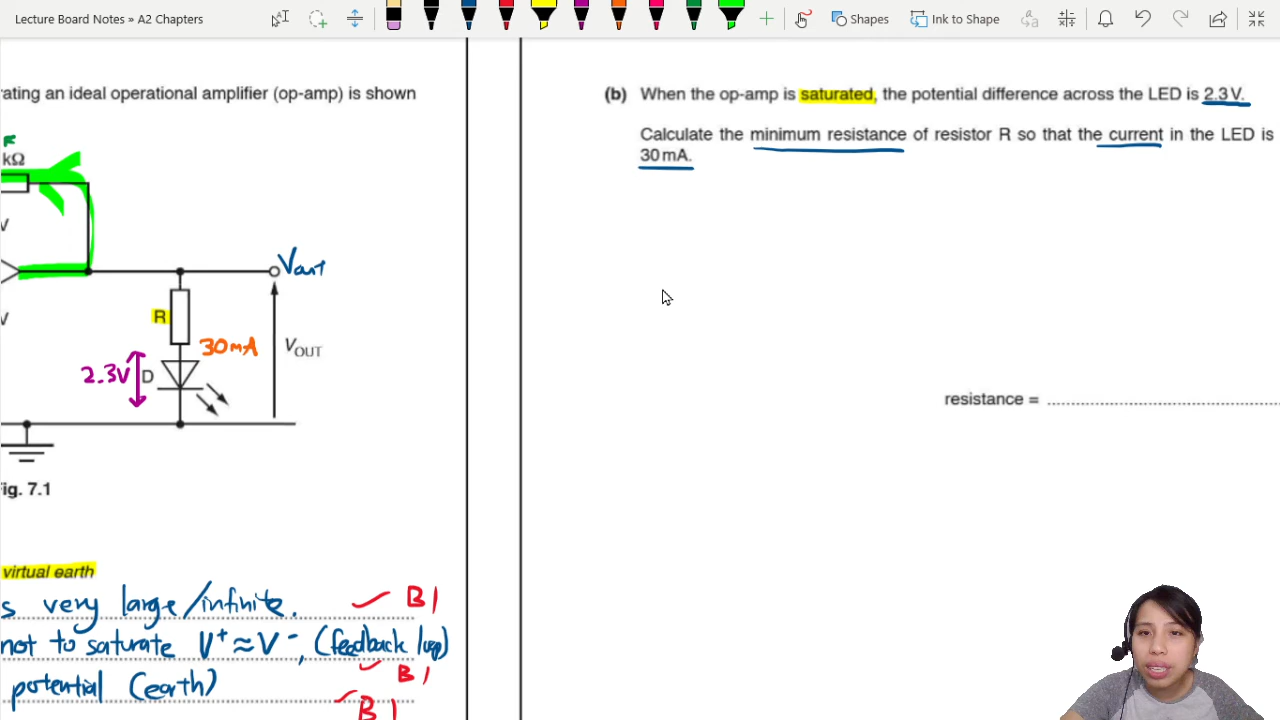 Lecture Board Notes » A2 Chapters
Shapes
Ink to Shape
rating an ideal operational amplifier (op-amp) is shown
F
kΩ
V
Vout
R
V
30mA
VOUT
2.3V
D
ig. 7.1
virtual earth
s very large/infinite. ✓ B1
not to saturate V⁺≈V⁻, (feedback loop)
✓ B1
potential (earth)
✓ B1
(b) When the op-amp is saturated, the potential difference across the LED is 2.3 V.
Calculate the minimum resistance of resistor R so that the current in the LED is
30 mA.
resistance = ........................................